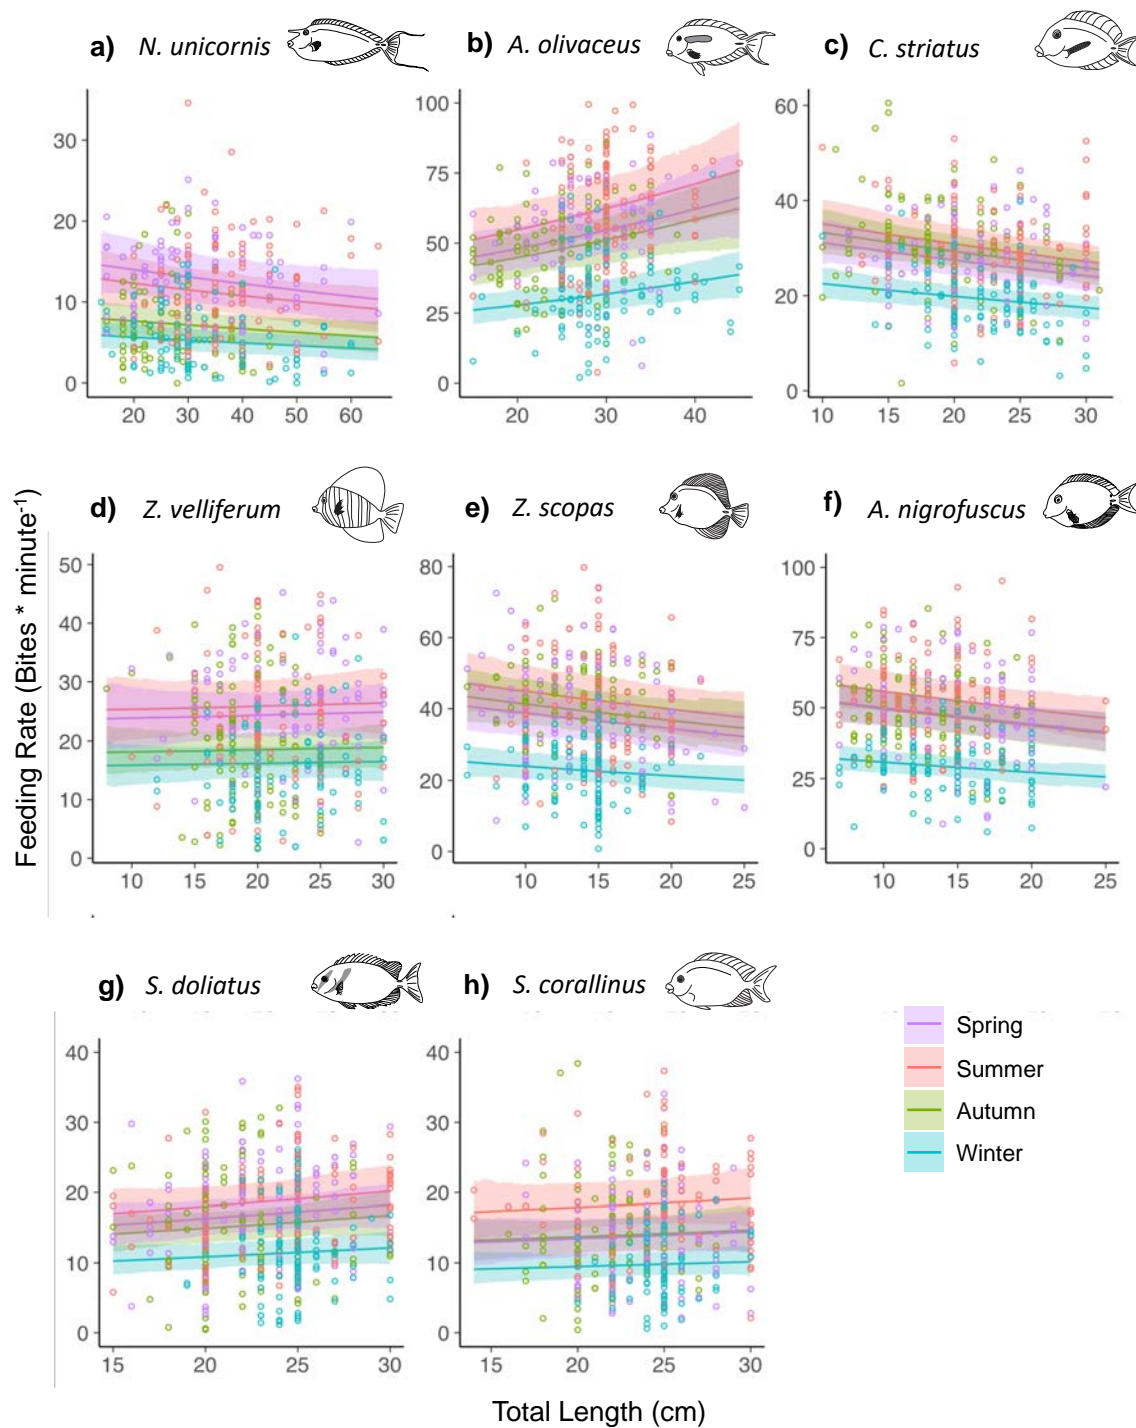 a) N. unicornis
b) A. olivaceus
c) C. striatus
30
20
10
0
20 30 40 50 60
100
75
50
25
0
20 30 40
60
40
20
0
10 15 20 25 30
Feeding Rate (Bites * minute-1)
d) Z. velliferum
e) Z. scopas
f) A. nigrofuscus
50
40
30
20
10
0
10 15 20 25 30
80
60
40
20
0
10 15 20 25
100
75
50
25
0
10 15 20 25
g) S. doliatus
h) S. corallinus
40
30
20
10
0
15 20 25 30
40
30
20
10
0
15 20 25 30
Spring
Summer
Autumn
Winter
Total Length (cm)